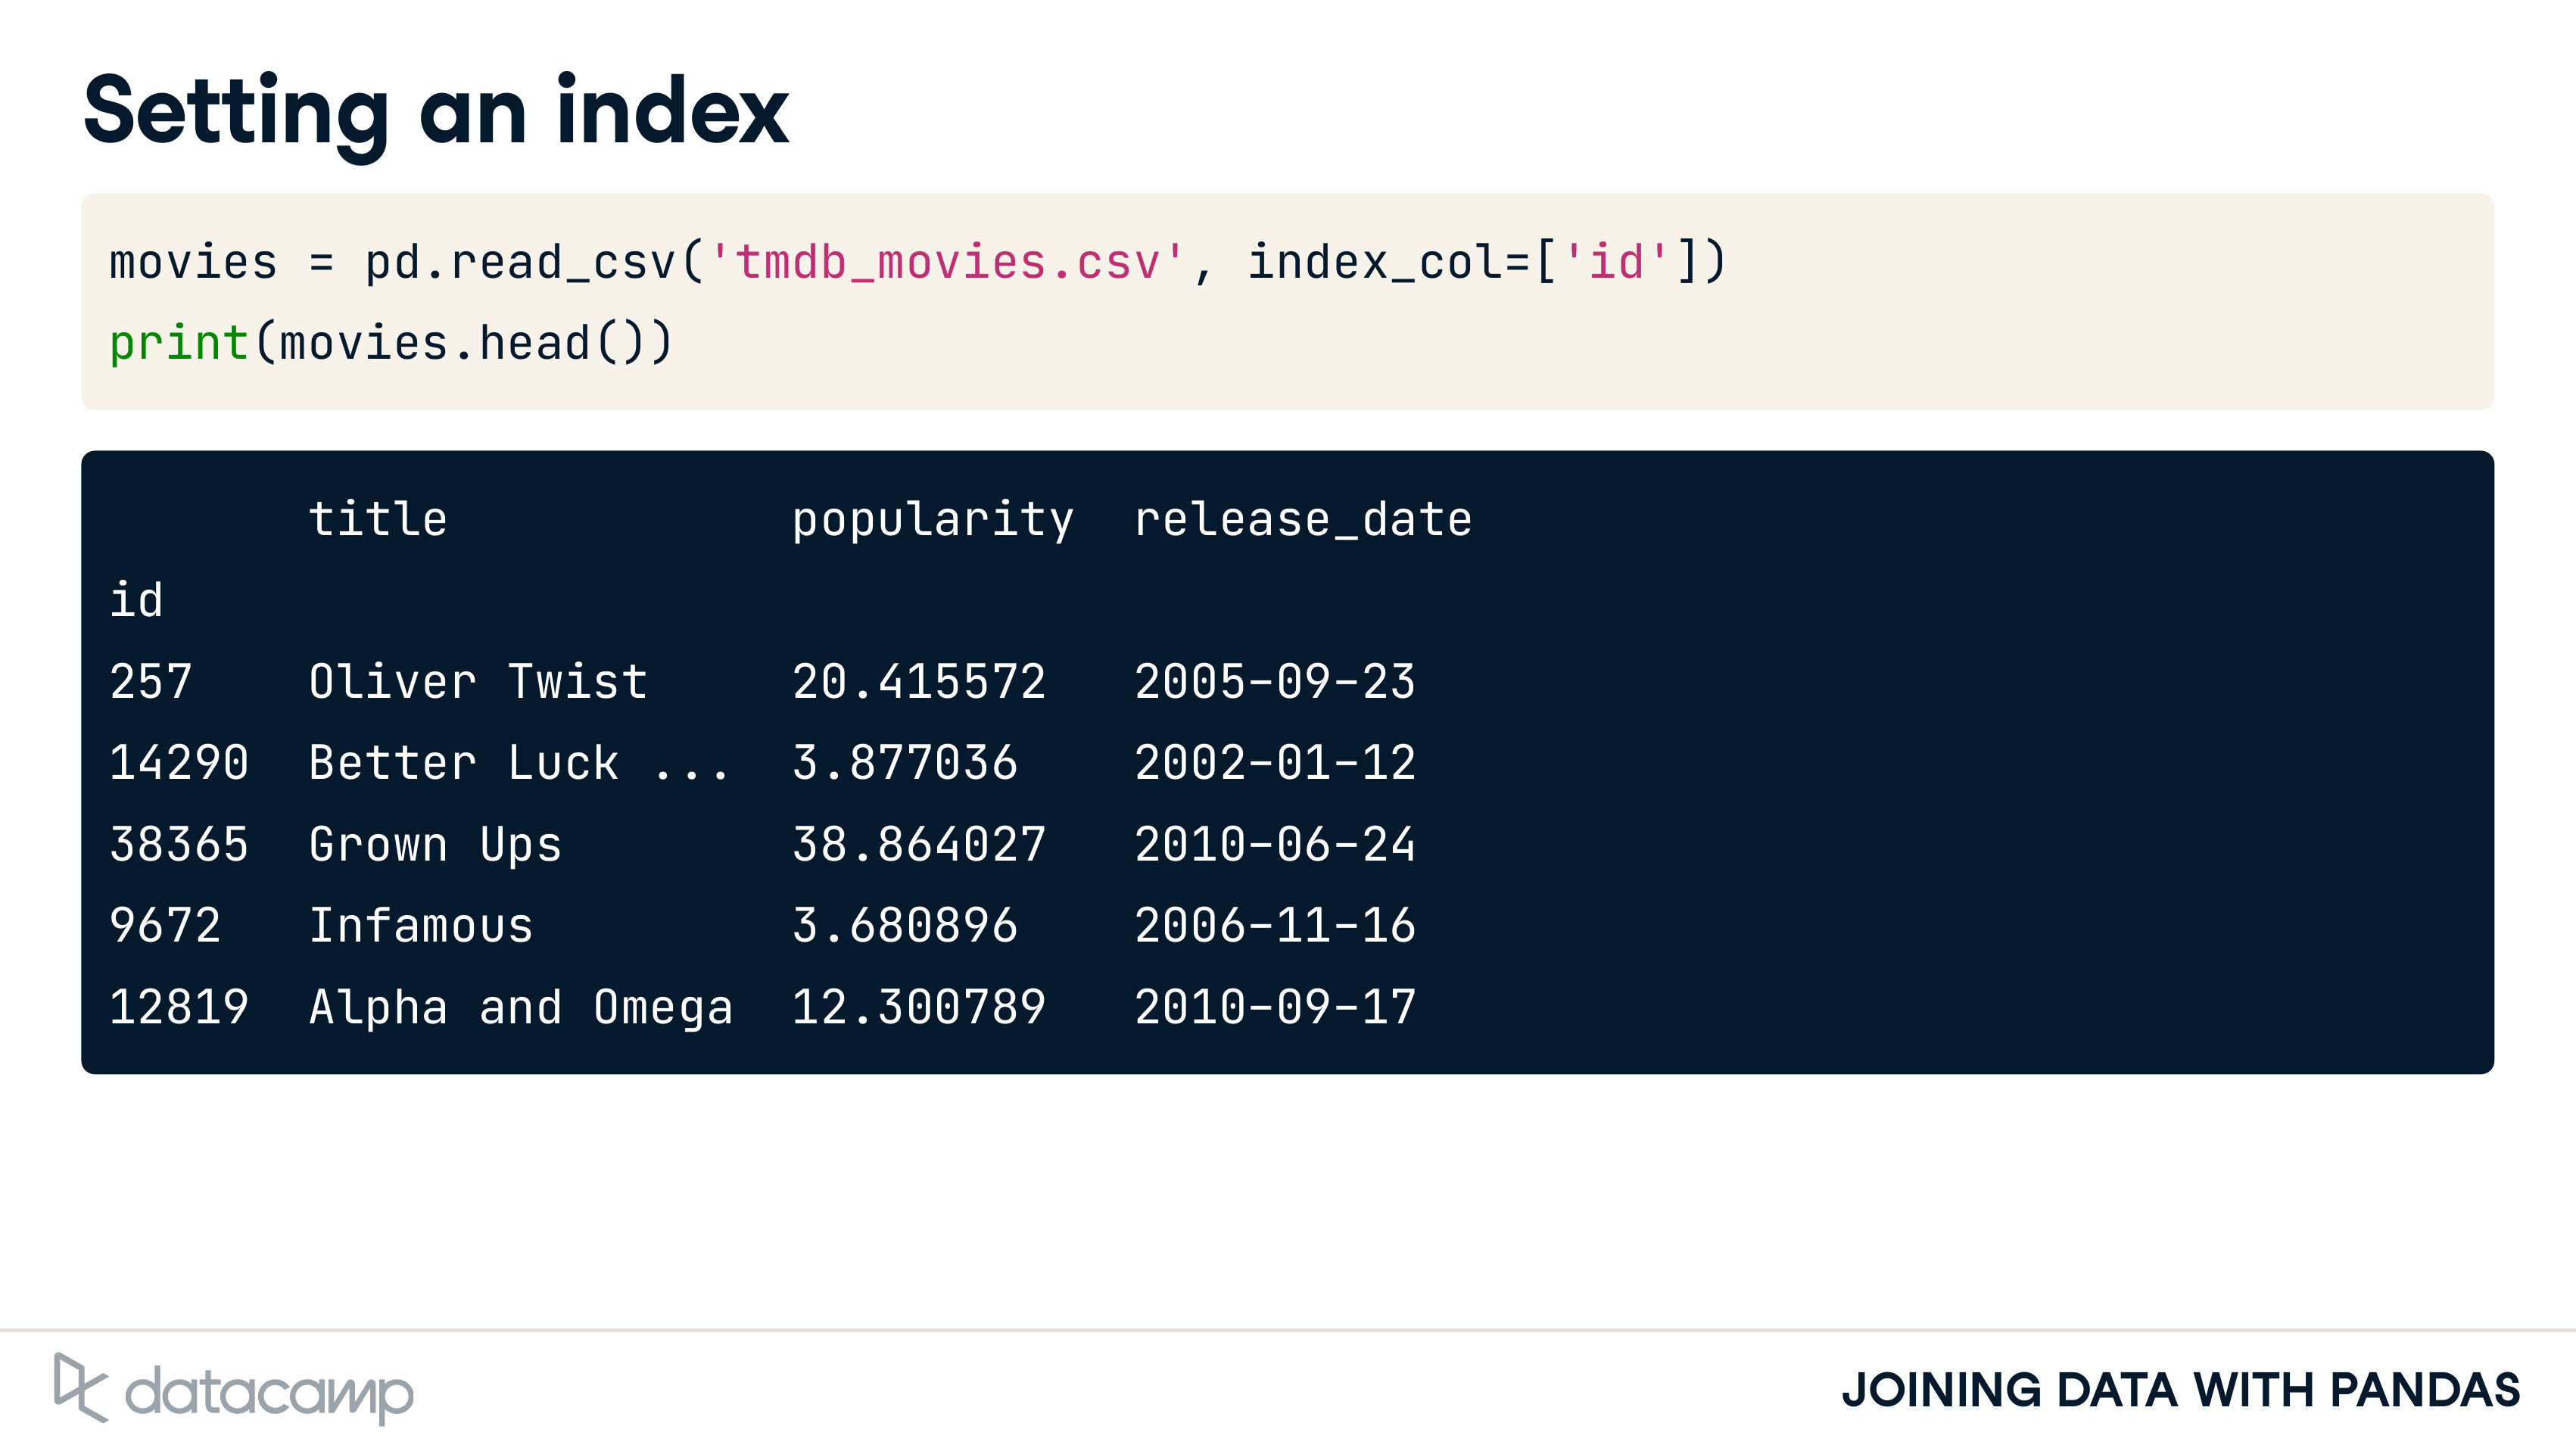 Setting an index
movies = pd.read_csv('tmdb_movies.csv', index_col=['id'])
print(movies.head())
title popularity release_date
id
257 Oliver Twist 20.415572 2005-09-23
14290 Better Luck ... 3.877036 2002-01-12
38365 Grown Ups 38.864027 2010-06-24
9672 Infamous 3.680896 2006-11-16
12819 Alpha and Omega 12.300789 2010-09-17
datacamp
JOINING DATA WITH PANDAS